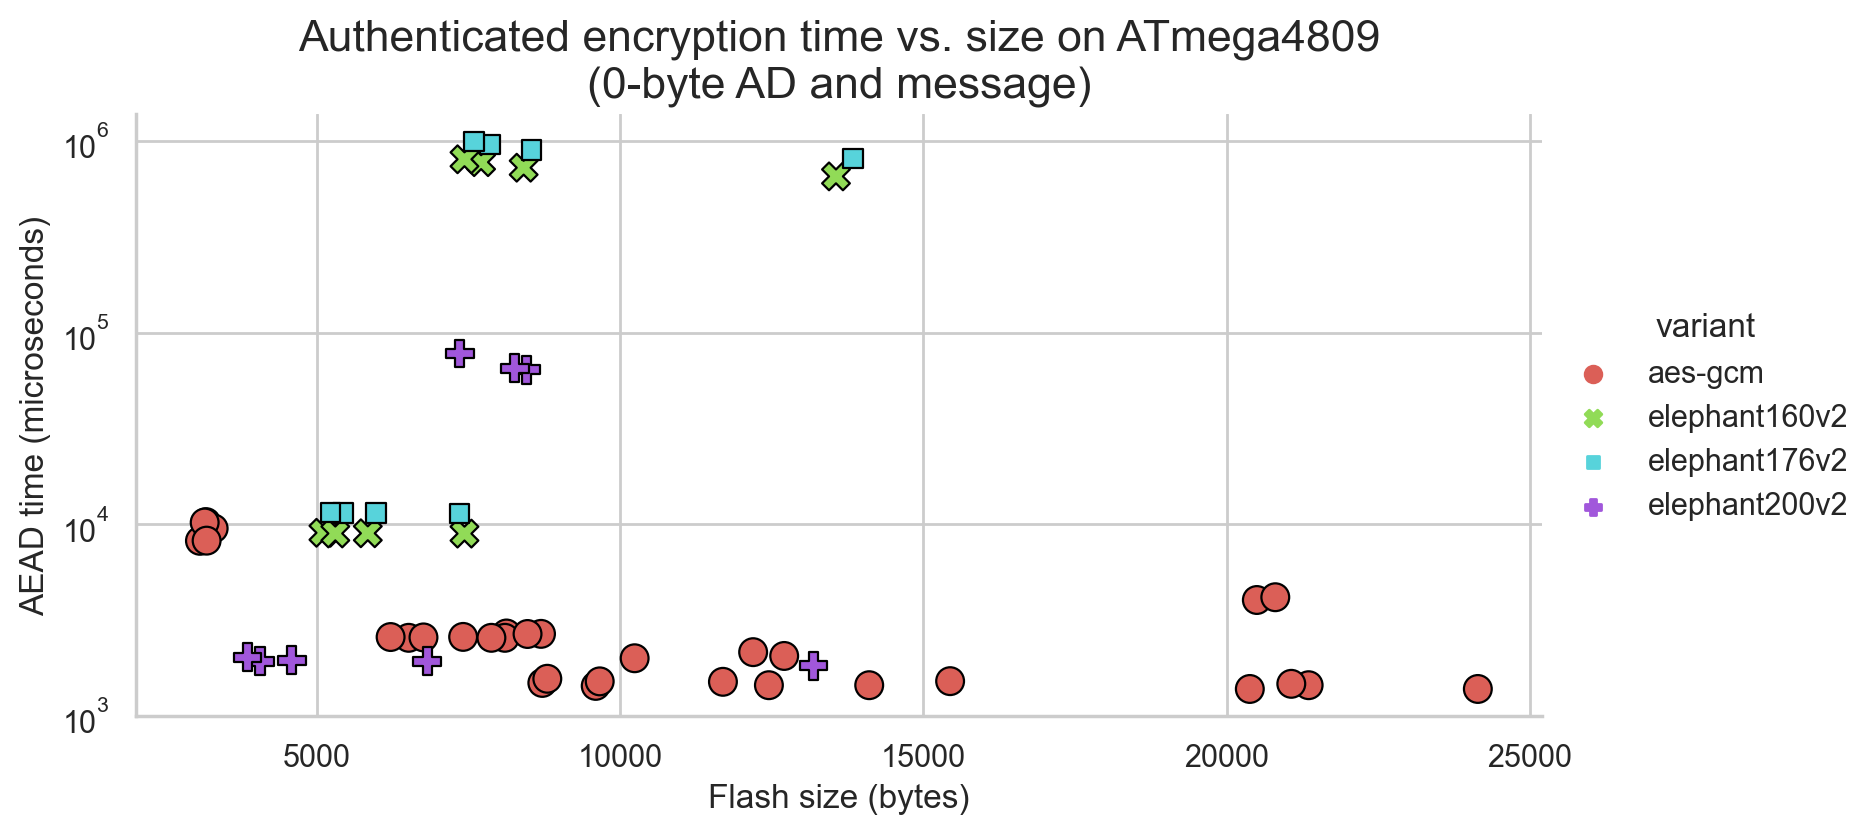 Authenticated encryption time vs. size on ATmega4809
(0-byte AD and message)
AEAD time (microseconds)
10^6
10^5
10^4
10^3
5000 10000 15000 20000 25000
Flash size (bytes)
variant
aes-gcm
elephant160v2
elephant176v2
elephant200v2